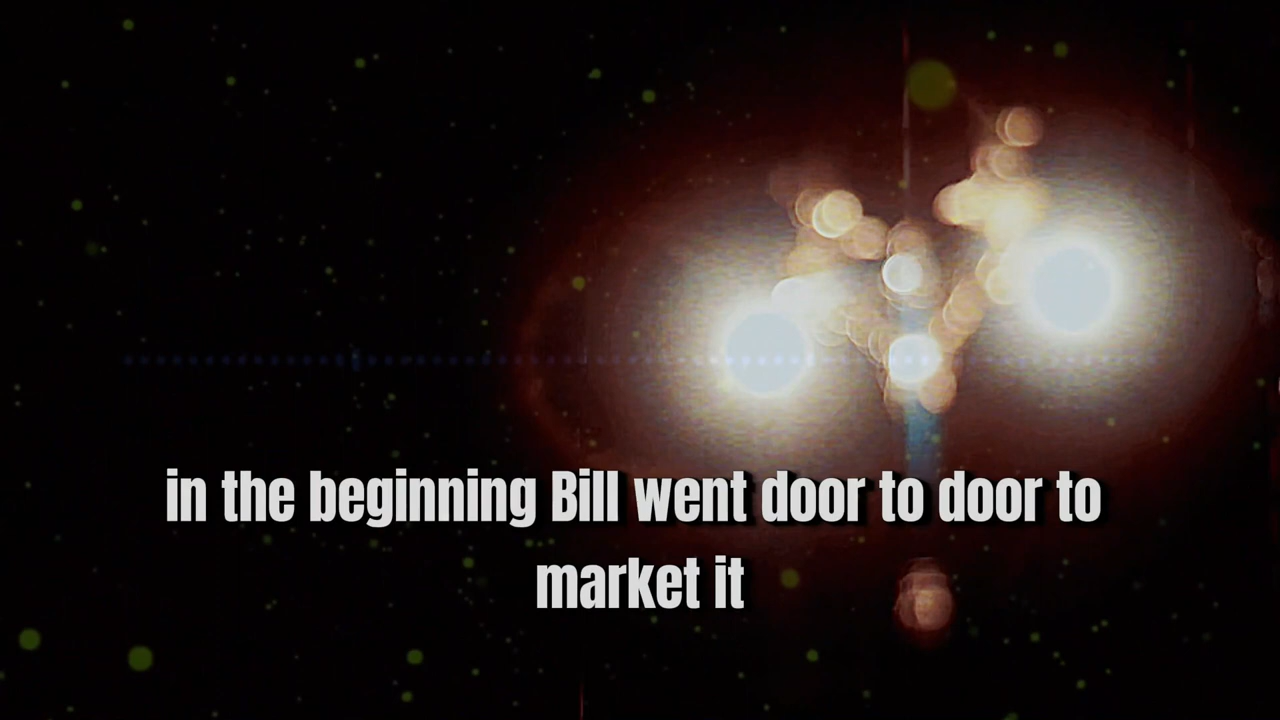 in the beginning Bill went door to door to
market it